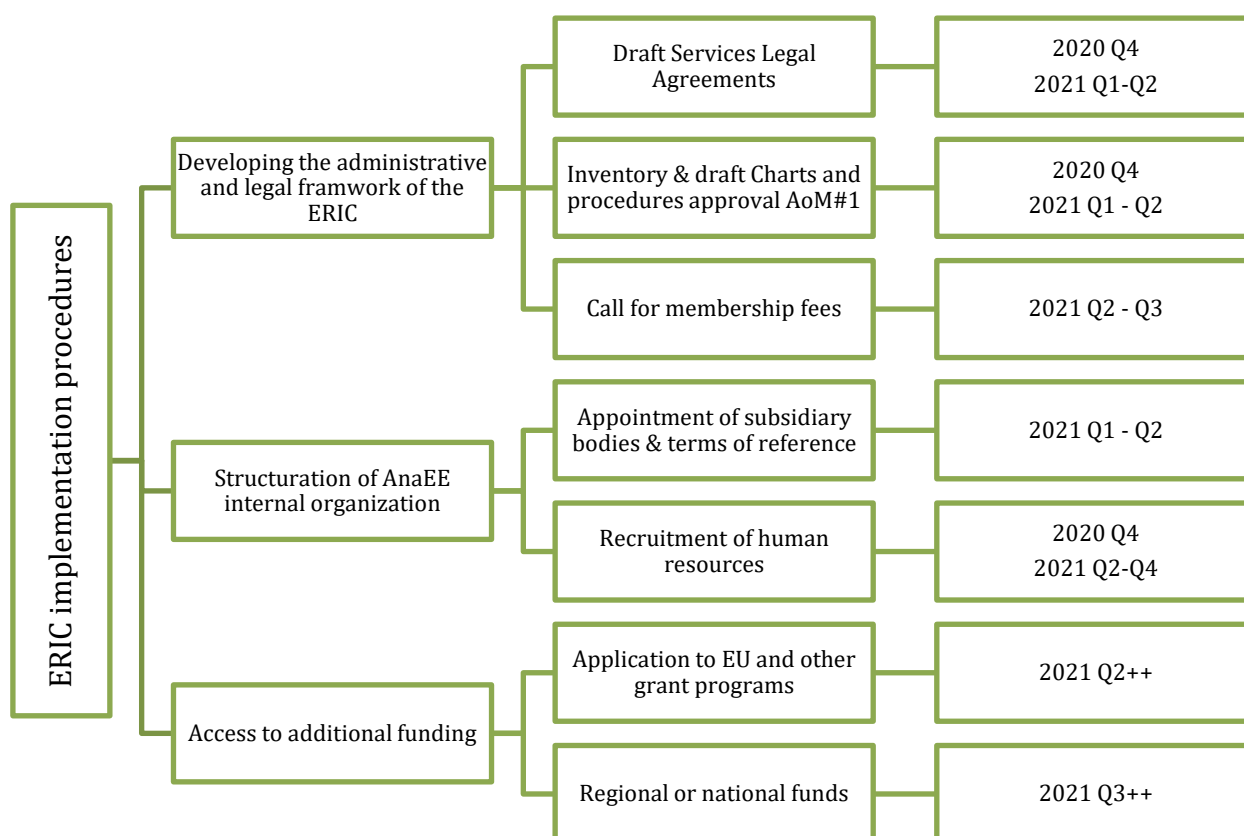 ERIC implementation procedures
Developing the administrative
and legal framwork of the
ERIC
Draft Services Legal
Agreements
2020 Q4
2021 Q1-Q2
Inventory & draft Charts and
procedures approval AoM#1
2020 Q4
2021 Q1 - Q2
Call for membership fees
2021 Q2 - Q3
Structuration of AnaEE
internal organization
Appointment of subsidiary
bodies & terms of reference
2021 Q1 - Q2
Recruitment of human
resources
2020 Q4
2021 Q2-Q4
Access to additional funding
Application to EU and other
grant programs
2021 Q2++
Regional or national funds
2021 Q3++